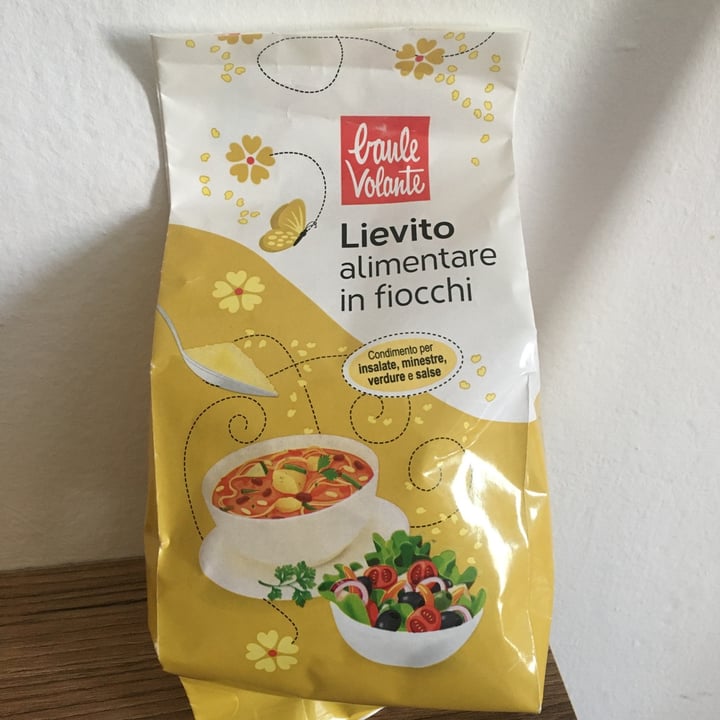 baule
Volante
Lievito
alimentare
in fiocchi
Condimento per
insalate, minestre,
verdure e salse